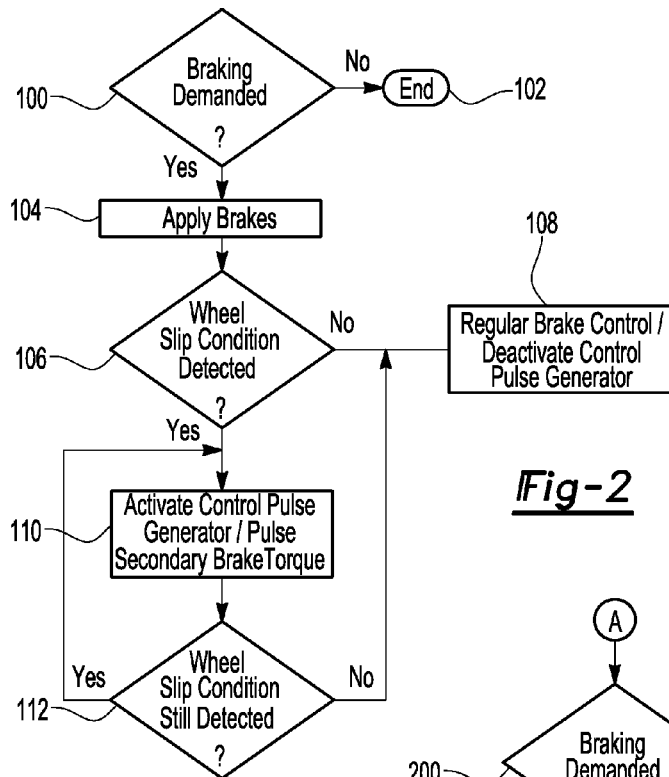 Braking
Demanded
?
No
End
102
100
Yes
104
Apply Brakes
108
Wheel
Slip Condition
Detected
?
No
106
Regular Brake Control /
Deactivate Control
Pulse Generator
Yes
Fig-2
110
Activate Control Pulse
Generator / Pulse
Secondary BrakeTorque
A
Wheel
Slip Condition
Still Detected
?
Yes
No
112
200
Braking
Demanded